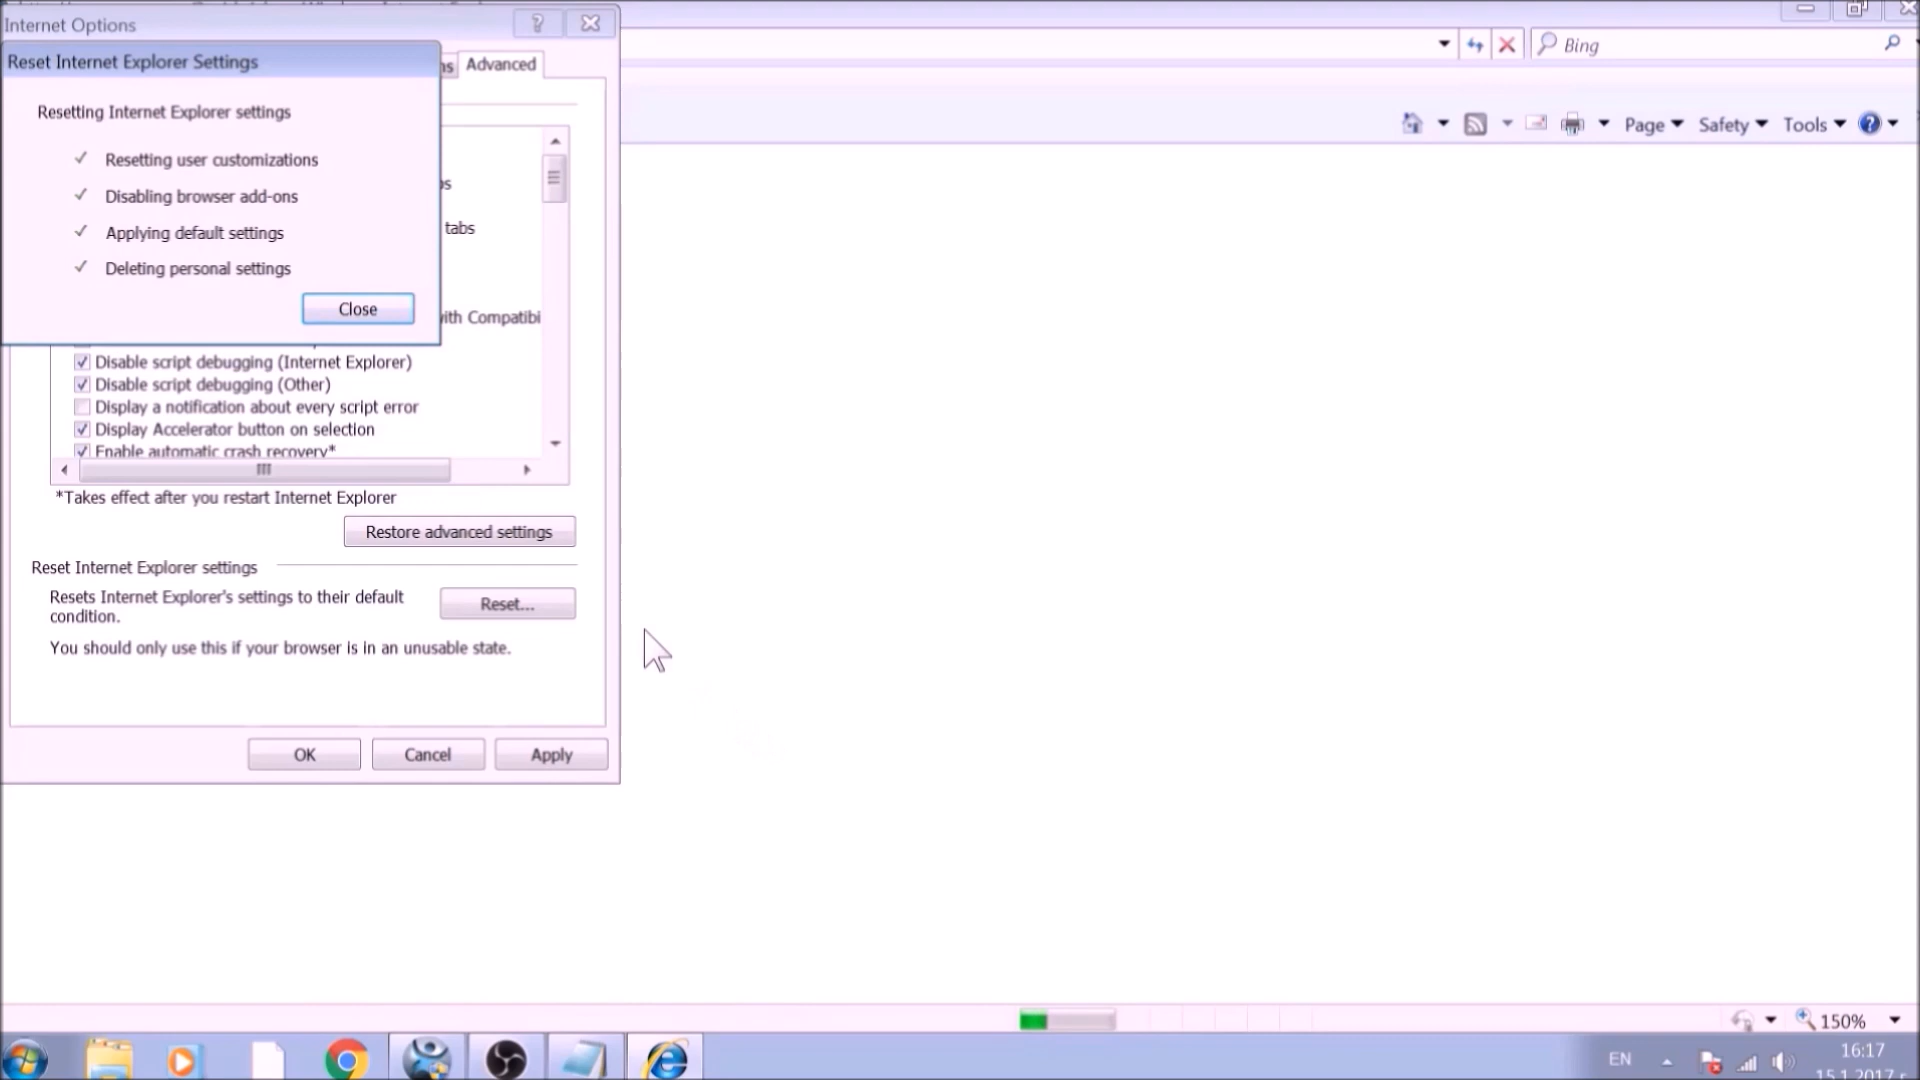 Internet Options
Bing
Reset Internet Explorer Settings
Advanced
Resetting Internet Explorer settings
Page
Safety
Tools
Resetting user customizations
Disabling browser add-ons
Applying default settings
tabs
Deleting personal settings
Close
ith Compatibi
Disable script debugging (Internet Explorer)
Disable script debugging (Other)
Display a notification about every script error
Display Accelerator button on selection
Enable automatic crash recovery*
*Takes effect after you restart Internet Explorer
Restore advanced settings
Reset Internet Explorer settings
Resets Internet Explorer's settings to their default
condition.
Reset...
You should only use this if your browser is in an unusable state.
OK
Cancel
Apply
150%
EN
16:17
15.1.2017 г.